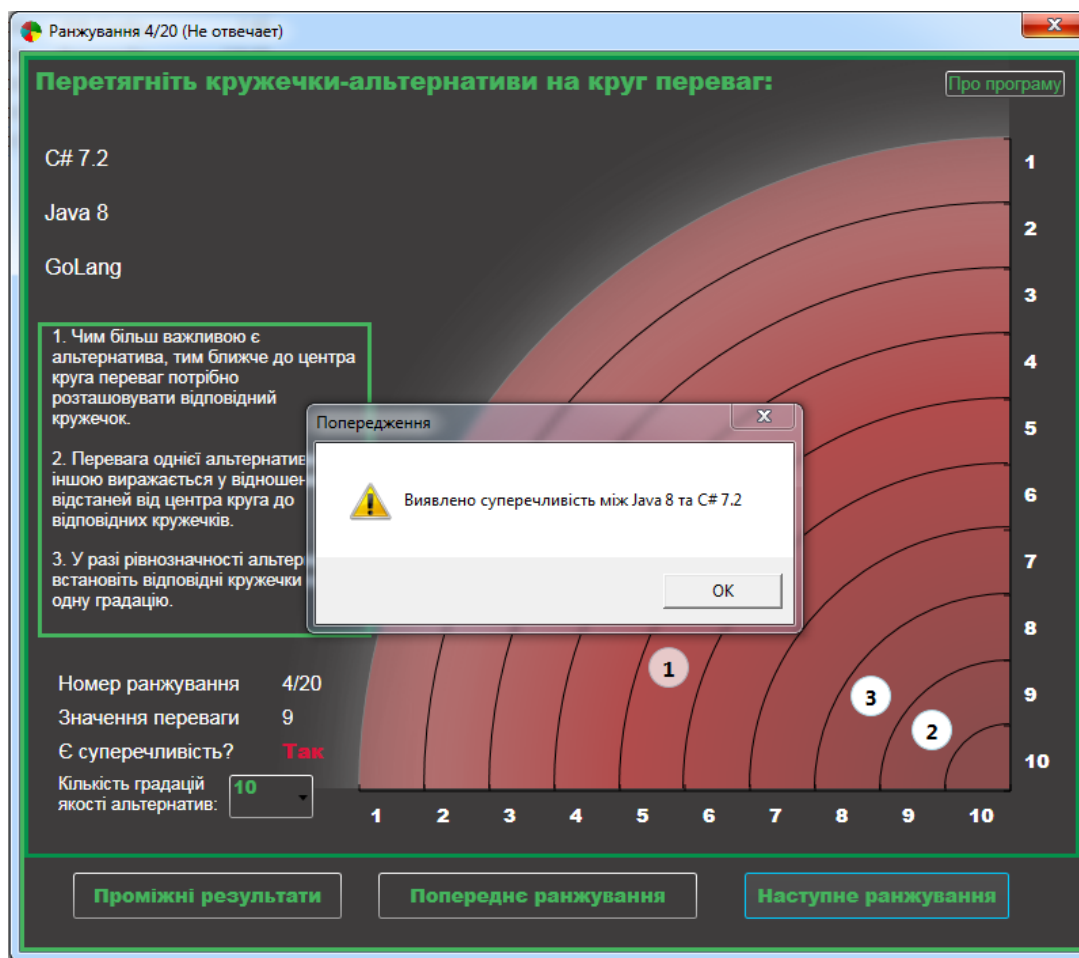 Ранжування 4/20 (Не отвечает)
Перетягніть кружечки-альтернативи на круг переваг:
Про програму
C# 7.2
Java 8
GoLang
1. Чим більш важливою є
альтернатива, тим ближче до центра
круга переваг потрібно
розташовувати відповідний
кружечок.
2. Перевага однієї альтернатив
іншою виражається у відношен
відстаней від центра круга до
відповідних кружечків.
3. У разі рівнозначності альтер
встановіть відповідні кружечки
одну градацію.
Попередження
Виявлено суперечливість між Java 8 та C# 7.2
OK
1
2
3
4
5
6
7
8
9
10
1
3
2
Номер ранжування 4/20
Значення переваги 9
Є суперечливість? Так
Кількість градацій
якості альтернатив: 10
1 2 3 4 5 6 7 8 9 10
Проміжні результати Попереднє ранжування Наступне ранжування